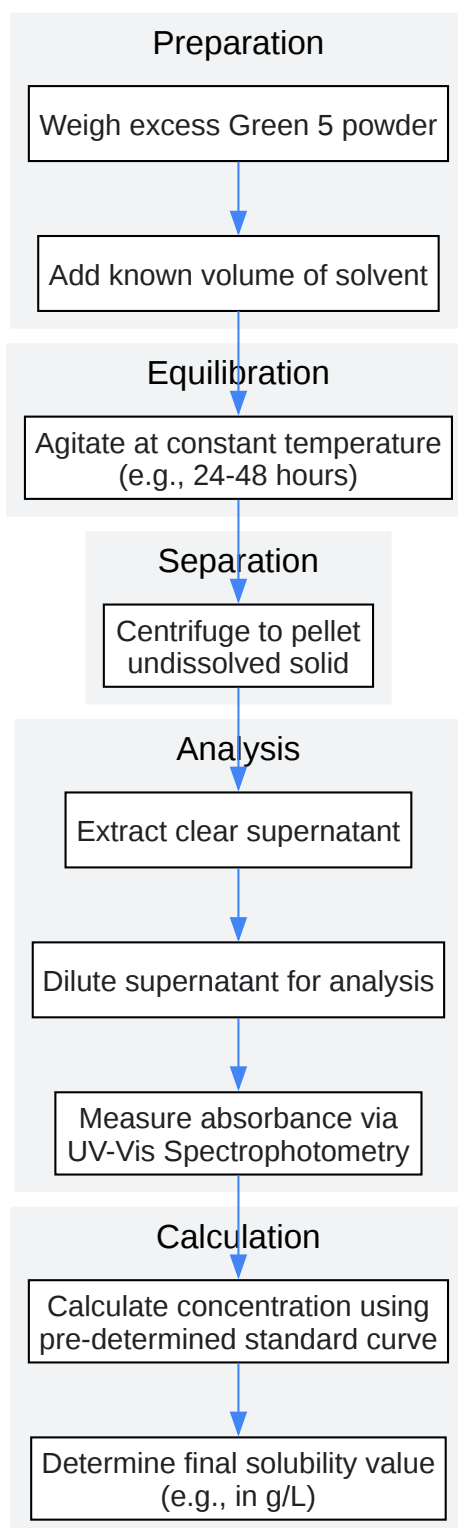 Preparation
Weigh excess Green 5 powder
Add known volume of solvent
Equilibration
Agitate at constant temperature
(e.g., 24-48 hours)
Separation
Centrifuge to pellet
undissolved solid
Analysis
Extract clear supernatant
Dilute supernatant for analysis
Measure absorbance via
UV-Vis Spectrophotometry
Calculation
Calculate concentration using
pre-determined standard curve
Determine final solubility value
(e.g., in g/L)